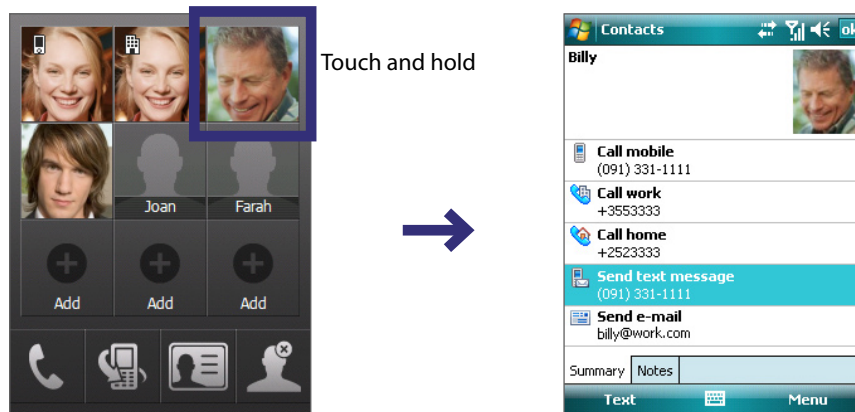 Touch and hold
Joan
Farah
Add
Add
Add
Contacts
ok
Billy
Call mobile
(091) 331-1111
Call work
+3553333
Call home
+2523333
Send text message
(091) 331-1111
Send e-mail
billy@work.com
Summary
Notes
Text
Menu